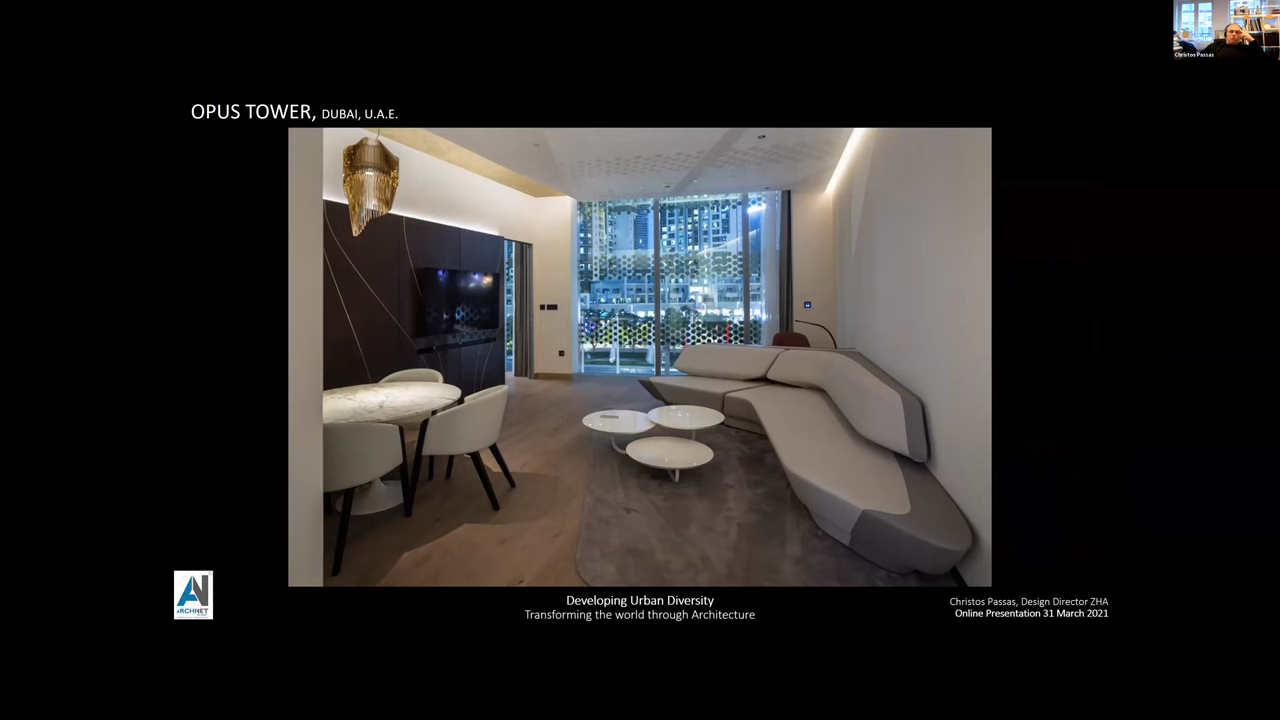 Christos Passas
OPUS TOWER, DUBAI, U.A.E.
ARCHNET
Developing Urban Diversity
Transforming the world through Architecture
Christos Passas, Design Director ZHA
Online Presentation 31 March 2021